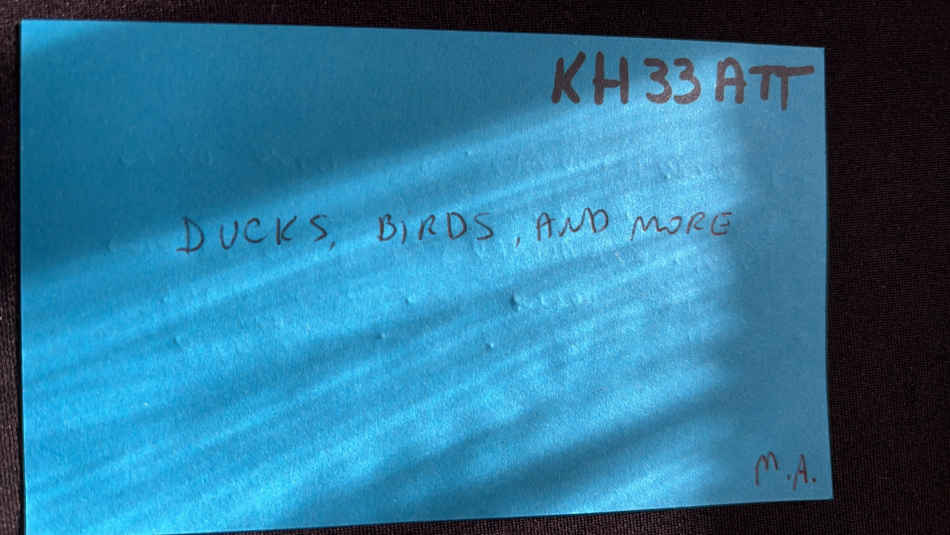 KH33ATT
DUCKS, BIRDS, AND MORE
M.A.